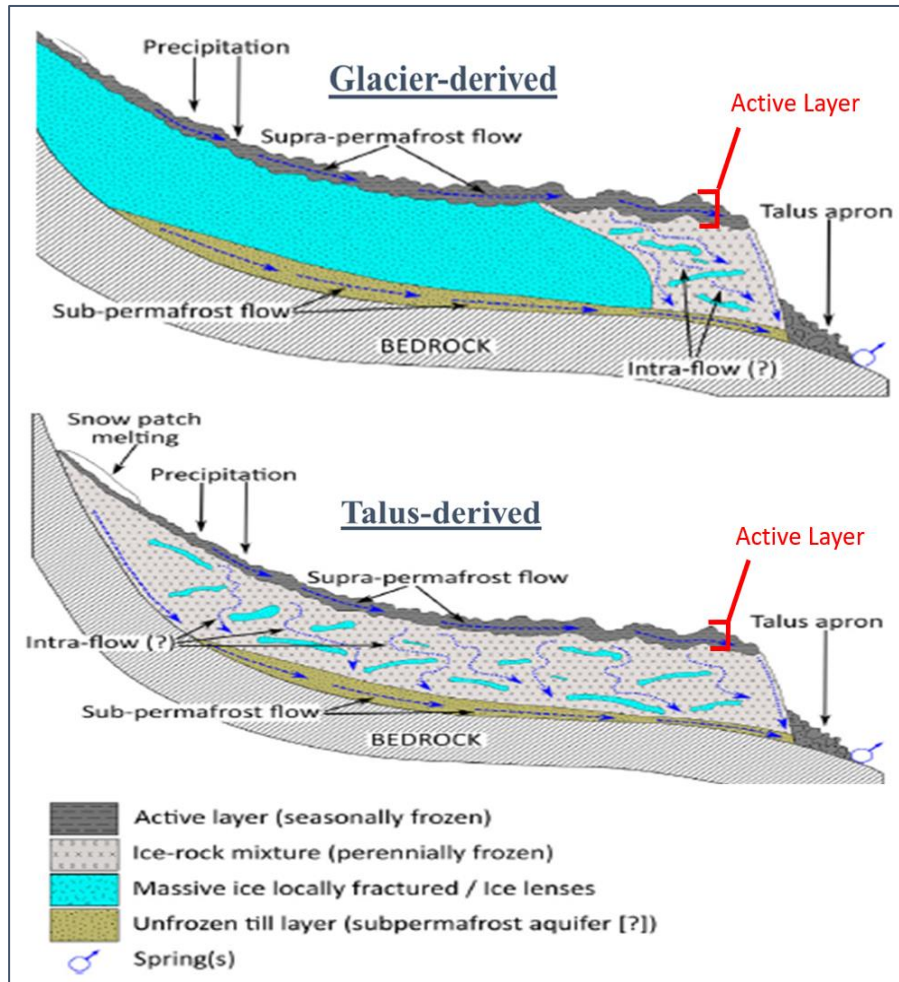 Precipitation
Glacier-derived
Active Layer
Supra-permafrost flow
Talus apron
Sub-permafrost flow
BEDROCK
Intra-flow (?)
Snow patch
melting
Precipitation
Talus-derived
Active Layer
Supra-permafrost flow
Talus apron
Intra-flow (?)
Sub-permafrost flow
BEDROCK
Active layer (seasonally frozen)
Ice-rock mixture (perennially frozen)
Massive ice locally fractured / Ice lenses
Unfrozen till layer (subpermafrost aquifer [?])
Spring(s)